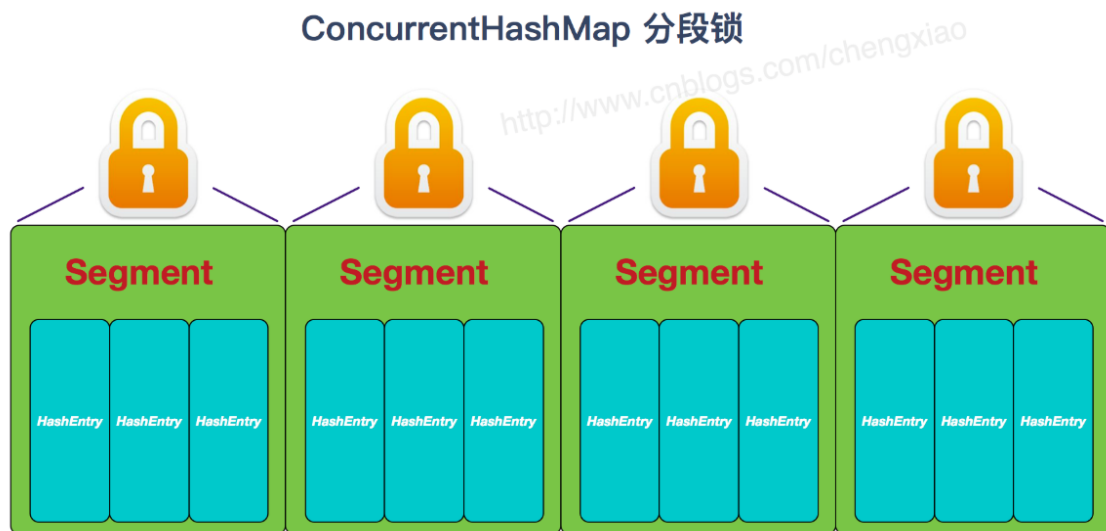 ConcurrentHashMap 分段锁
http://www.cnblogs.com/chengxiao
Segment Segment Segment Segment
HashEntry HashEntry HashEntry HashEntry HashEntry HashEntry HashEntry HashEntry HashEntry HashEntry HashEntry HashEntry